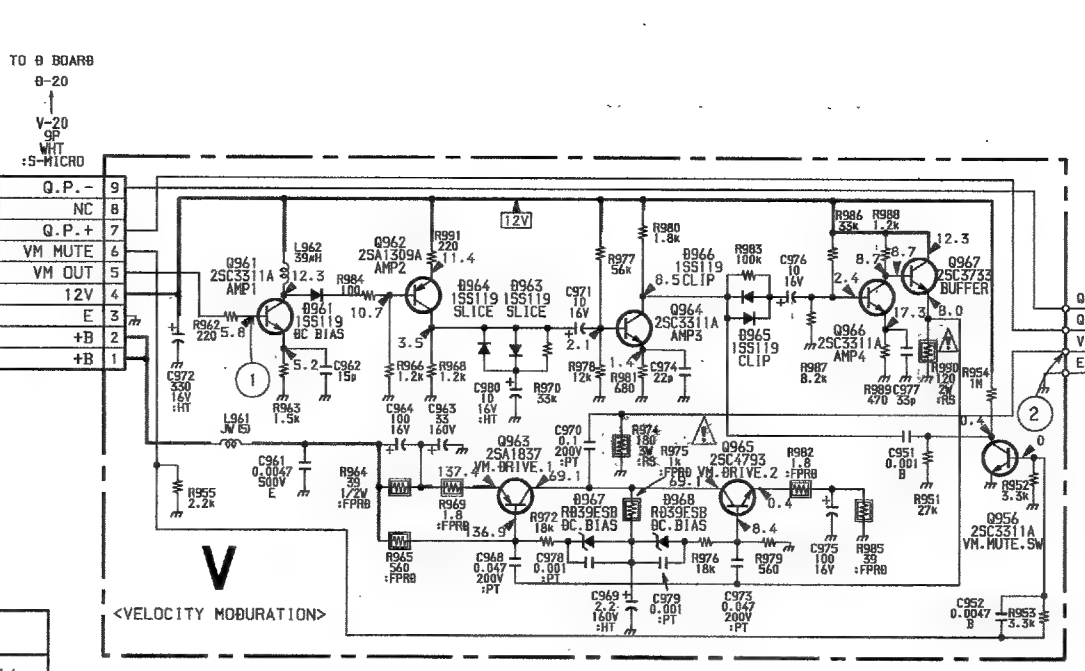 TO D BOARD
D-20
V-20
9P
WHT
:S-MICRO
Q.P.- 9
NC 8
Q.P.+ 7
VM MUTE 6
VM OUT 5
12V 4
E 3
+B 2
+B 1
C972
330
16V
:HT
R962
220
5.8
1
Q961
2SC3311A
AMP1
L962
39μH
12.3
D961
1SS119
DC BIAS
5.2
C962
15p
R963
1.5k
R984
100
10.7
Q962
2SA1309A
AMP2
R991
220
11.4
3.5
R966
1.2k
R968
1.2k
D964
1SS119
SLICE
D963
1SS119
SLICE
C980
10
16V
:HT
R970
33k
C971
10
16V
2.1
12V
R977
56k
R978
12k
R980
1.8k
8.5
Q964
2SC3311A
AMP3
1.4
R981
680
C974
22p
D966
1SS119
CLIP
R983
100k
D965
1SS119
CLIP
C976
10
16V
R986
33k
R988
1.2k
2.4
8.7
8.7
R987
8.2k
Q966
2SC3311A
AMP4
17.3
R989
470
C977
33p
12.3
Q967
2SC3733
BUFFER
8.0
R990
120
2W
:RS
R954
1M
2
0.4
0
R952
3.3k
Q956
2SC3311A
VM.MUTE.SW
C951
0.001
B
R951
27k
C952
0.0047
B
R953
3.3k
L961
JW(5)
C961
0.0047
500V
E
R955
2.2k
R964
39
1/2W
:FPRD
C964
100
16V
C963
33
160V
R969
1.8
:FPRD
R965
560
:FPRD
137.4
Q963
2SA1837
VM.DRIVE.1
69.1
136.9
C970
0.1
200V
:PT
R974
180
3W
:RS
R975
1k
:FPRD
69.1
Q965
2SC4793
VM.DRIVE.2
0.4
8.4
R982
1.8
:FPRD
C975
100
16V
R985
39
:FPRD
R972
18k
D967
RD39ESB
DC.BIAS
D968
RD39ESB
DC.BIAS
R976
18k
R979
560
C968
0.047
200V
:PT
C978
0.001
:PT
C969
2.2
160V
:HT
C979
0.001
:PT
C973
0.047
200V
:PT
V
<VELOCITY MODURATION>
Q
Q
V
E